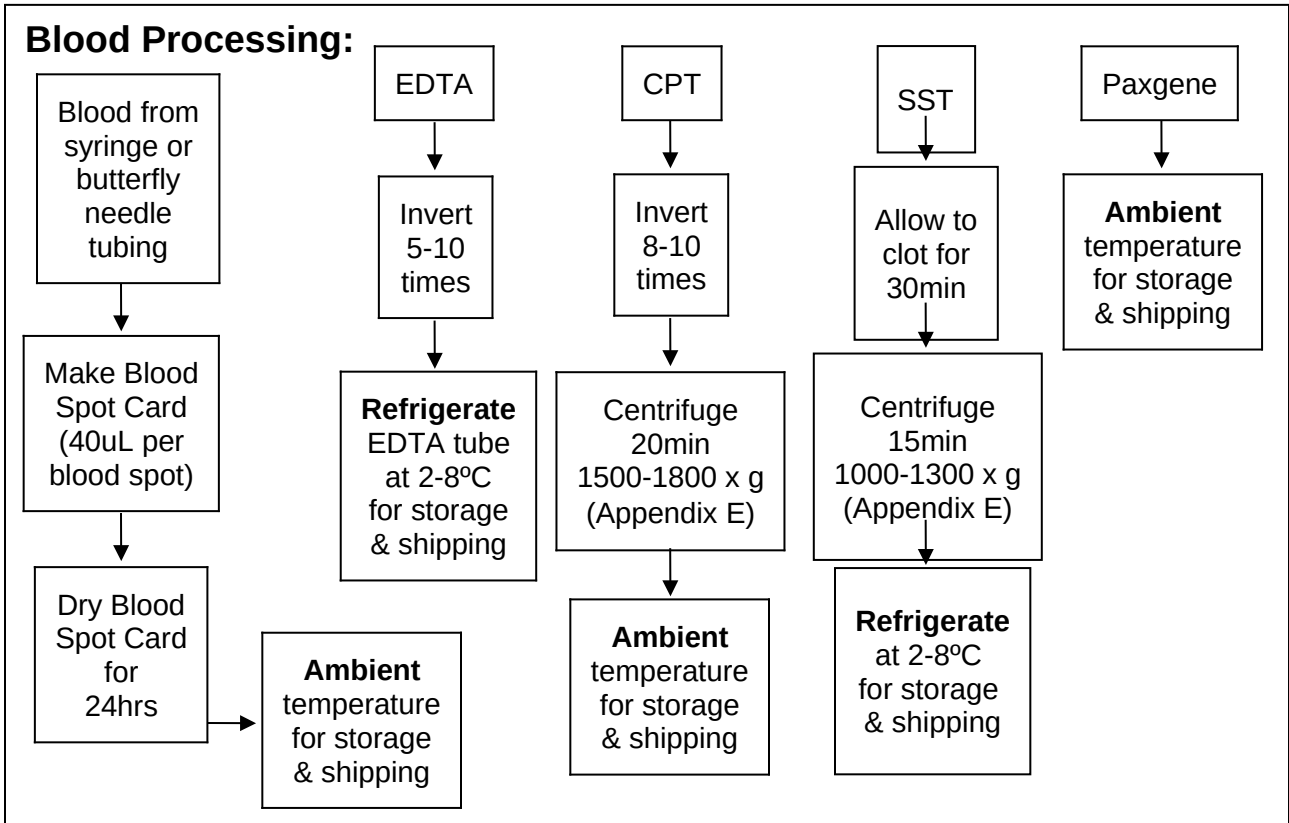 Blood Processing:
Blood from
syringe or
butterfly
needle
tubing
Make Blood
Spot Card
(40uL per
blood spot)
Dry Blood
Spot Card
for
24hrs
Ambient
temperature
for storage
& shipping
EDTA
Invert
5-10
times
Refrigerate
EDTA tube
at 2-8ºC
for storage
& shipping
CPT
Invert
8-10
times
Centrifuge
20min
1500-1800 x g
(Appendix E)
Ambient
temperature
for storage
& shipping
SST
Allow to
clot for
30min
Centrifuge
15min
1000-1300 x g
(Appendix E)
Refrigerate
at 2-8ºC
for storage
& shipping
Paxgene
Ambient
temperature
for storage
& shipping